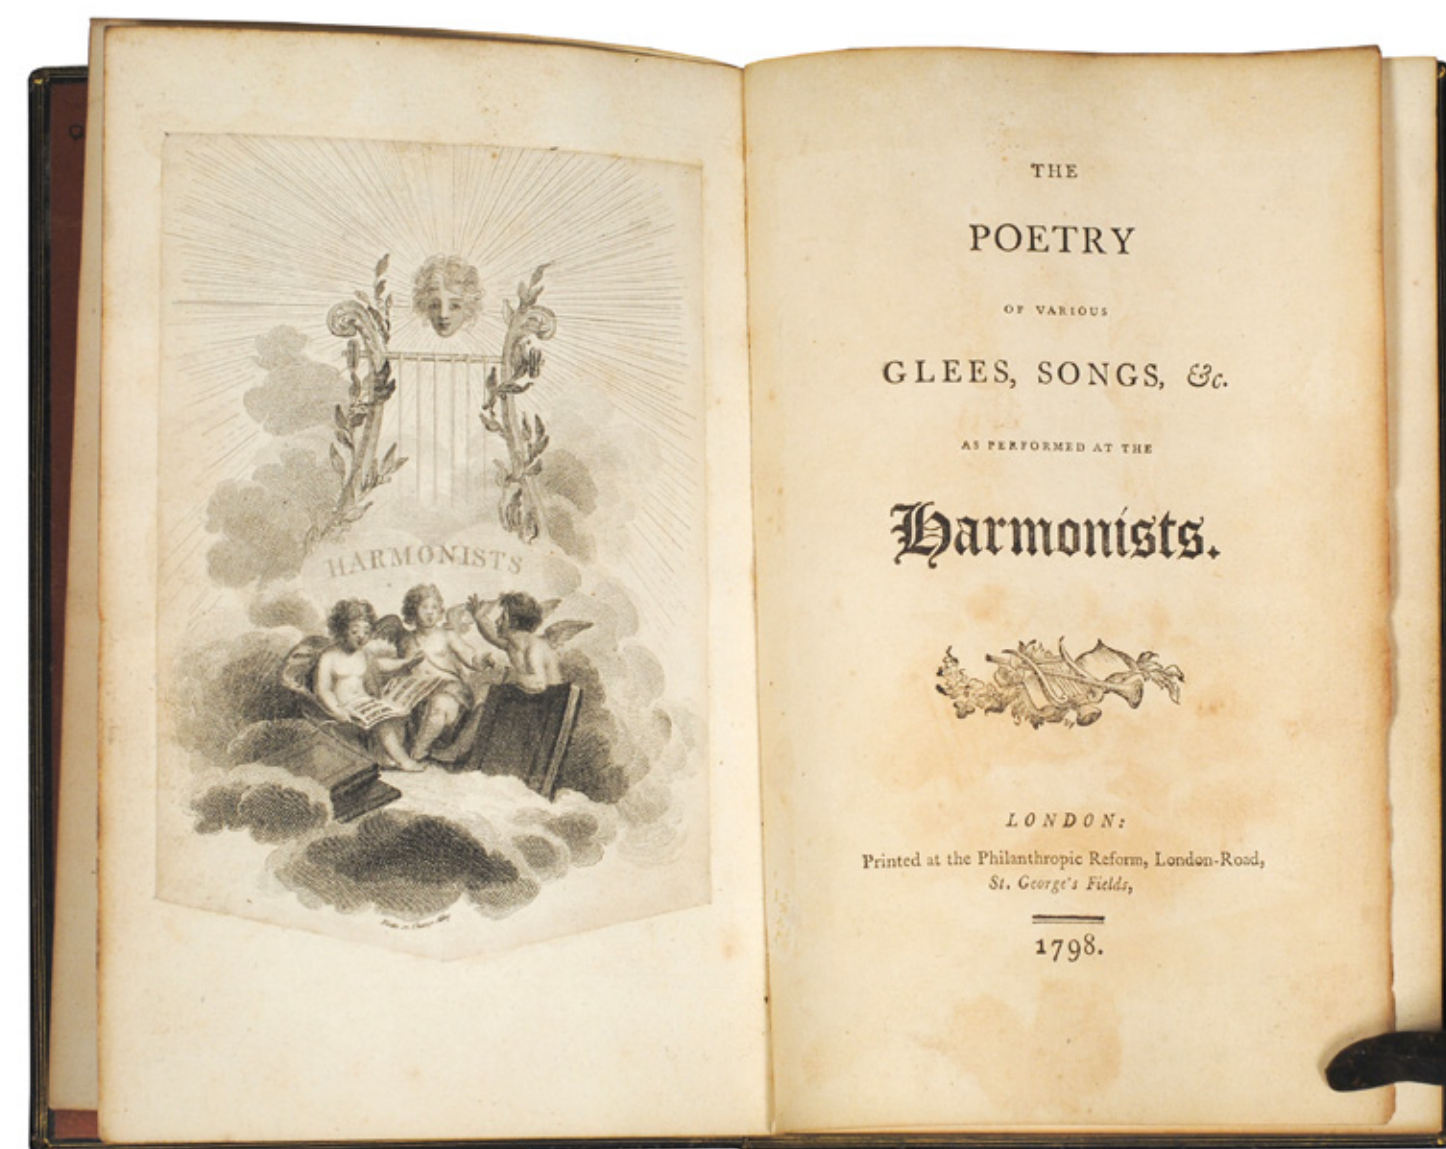 HARMONISTS
THE
POETRY
OF VARIOUS
GLEES, SONGS, &c.
AS PERFORMED AT THE
Harmonists.
LONDON:
Printed at the Philanthropic Reform, London-Road,
St. George's Fields,
1798.